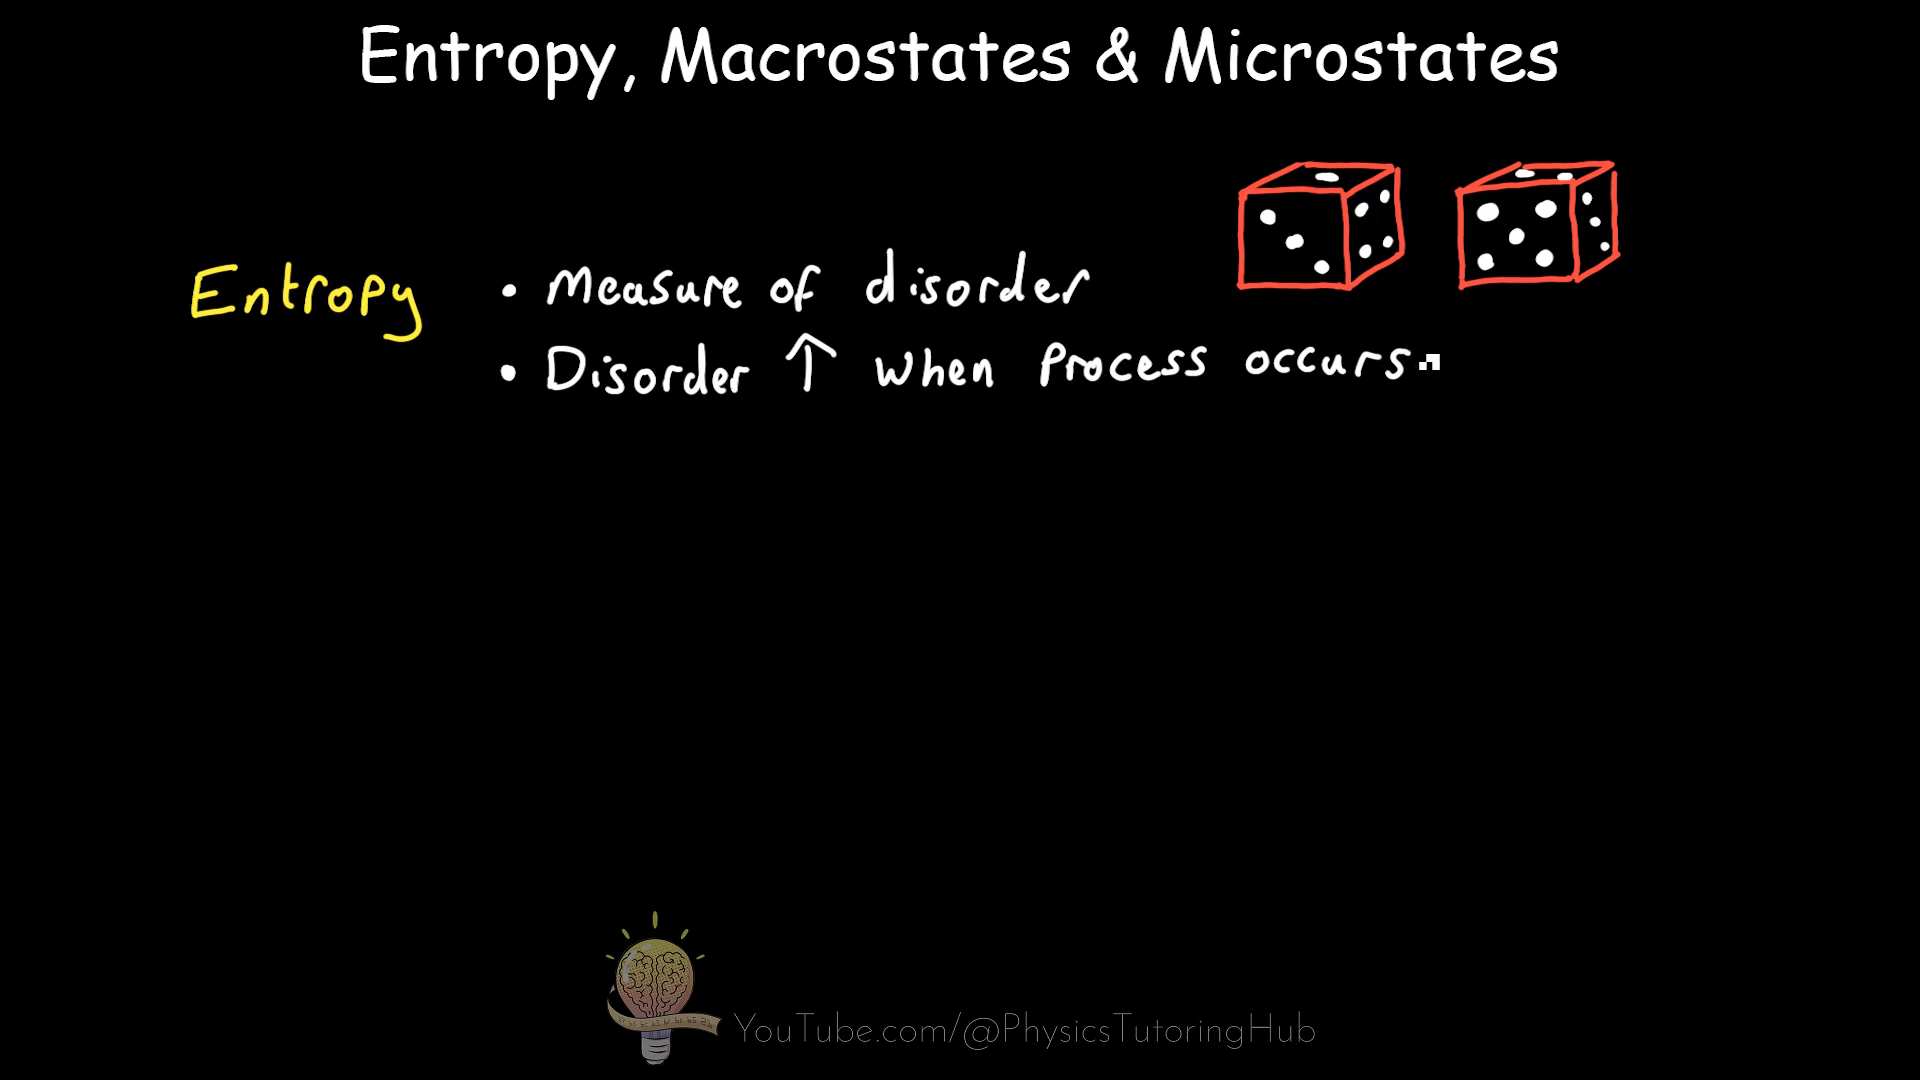 Entropy, Macrostates & Microstates
Entropy
• Measure of disorder
• Disorder ↑ when process occurs
YouTube.com/@PhysicsTutoringHub